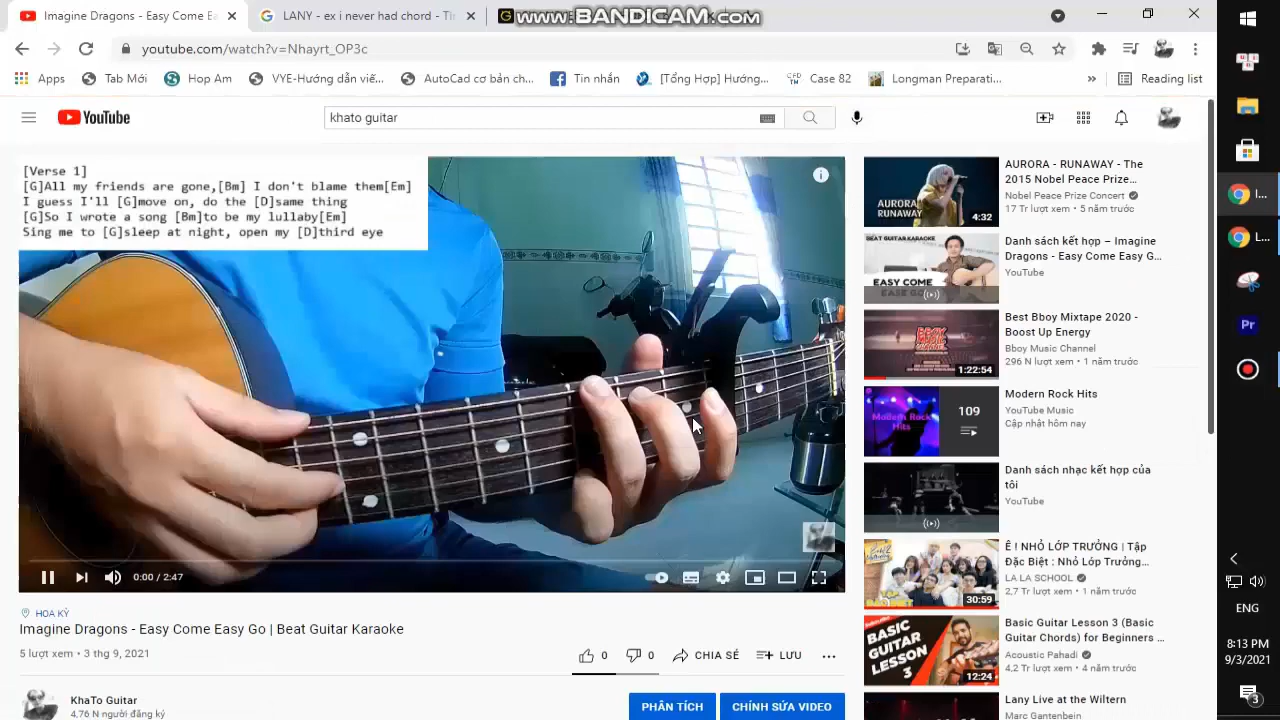 Imagine Dragons - Easy Come Ea
LANY - ex i never had chord - Th
www.BANDICAM.com
youtube.com/watch?v=Nhayrt_OP3c
Apps
Tab Mới
Hop Am
VYE-Hướng dẫn viế...
AutoCad cơ bản ch...
Tin nhắn
[Tổng Hợp] Hướng...
Case 82
Longman Preparati...
»
Reading list
YouTube
khato guitar
[Verse 1]
[G]All my friends are gone,[Bm] I don't blame them[Em]
I guess I'll [G]move on, do the [D]same thing
[G]So I wrote a song [Bm]to be my lullaby[Em]
Sing me to [G]sleep at night, open my [D]third eye
0:00 / 2:47
HOA KỲ
Imagine Dragons - Easy Come Easy Go | Beat Guitar Karaoke
5 lượt xem • 3 thg 9, 2021
0
0
CHIA SẺ
LƯU
KhaTo Guitar
4,76 N người đăng ký
PHÂN TÍCH
CHỈNH SỬA VIDEO
AURORA
RUNAWAY
4:32
AURORA - RUNAWAY - The
2015 Nobel Peace Prize...
Nobel Peace Prize Concert
17 Tr lượt xem • 5 năm trước
BEAT GUITAR KARAOKE
EASY COME
EASE GO
Danh sách kết hợp – Imagine
Dragons - Easy Come Easy G...
YouTube
1:22:54
Best Bboy Mixtape 2020 -
Boost Up Energy
Bboy Music Channel
296 N lượt xem • 1 năm trước
Modern Rock
Hits
109
Modern Rock Hits
YouTube Music
Cập nhật hôm nay
Danh sách nhạc kết hợp của
tôi
YouTube
30:59
Ê ! NHỎ LỚP TRƯỞNG | Tập
Đặc Biệt : Nhỏ Lớp Trưởng...
LA LA SCHOOL
2,7 Tr lượt xem • 1 năm trước
BASIC
GUITAR
LESSON
3
12:24
Basic Guitar Lesson 3 (Basic
Guitar Chords) for Beginners ...
Acoustic Pahadi
4,2 Tr lượt xem • 4 năm trước
Lany Live at the Wiltern
Marc Gantenbein
I...
L...
Pr
ENG
8:13 PM
9/3/2021
3